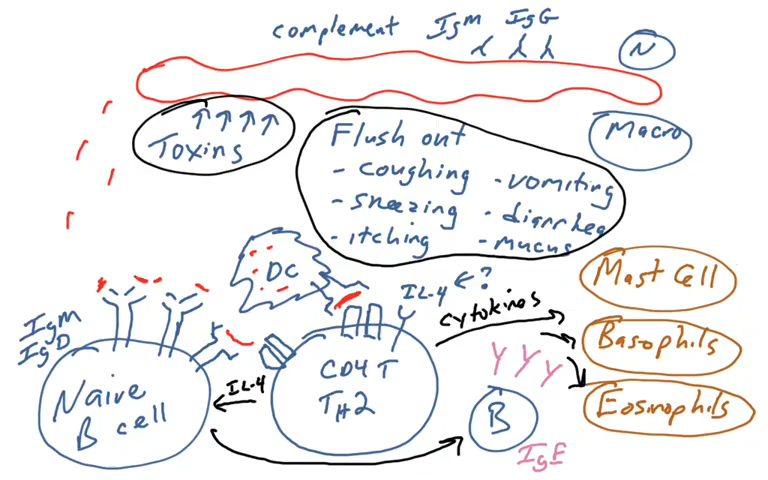 complement IgM IgG
N
Toxins
Flush out
- coughing
- sneezing
- itching
- vomiting
- diarrhea
- mucus
Macro
DC
IL-4 ← ?
cytokines
Mast Cell
Basophils
Eosinophils
IgM
IgD
Naive
B cell
IL-4
CD4 T
TH2
B
IgE